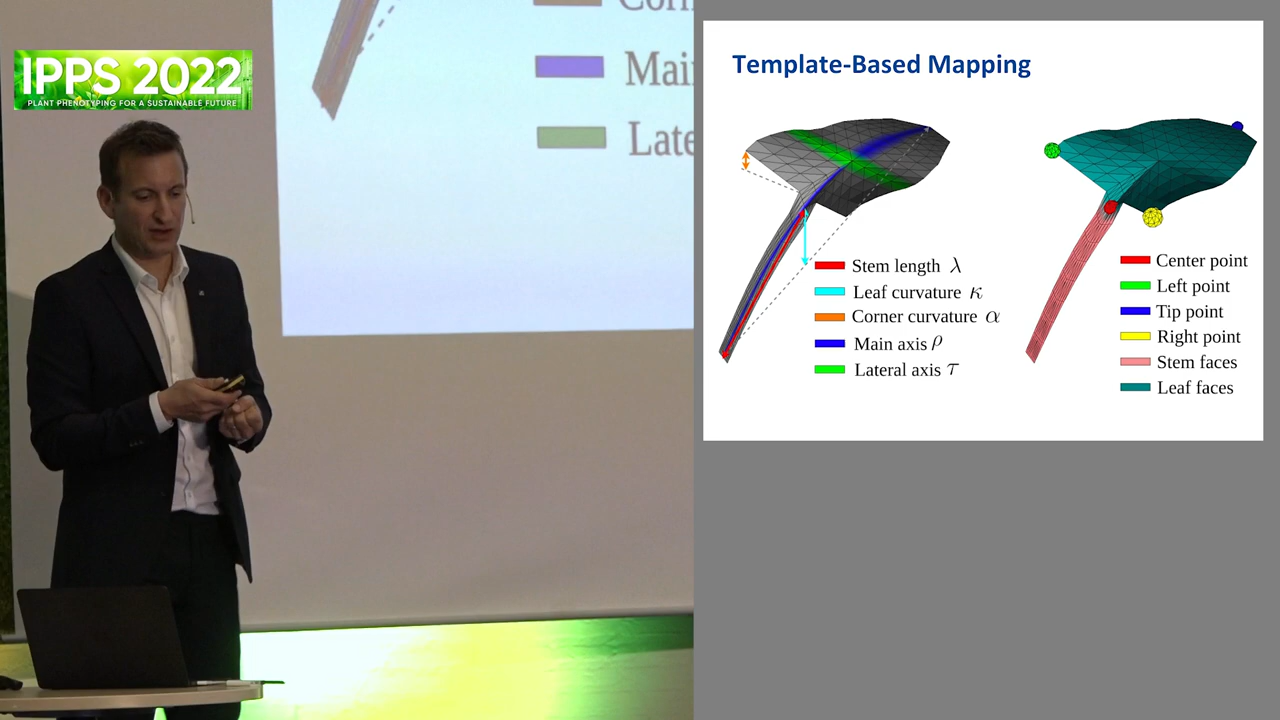 IPPS 2022
PLANT PHENOTYPING FOR A SUSTAINABLE FUTURE
Template-Based Mapping
Stem length λ
Leaf curvature κ
Corner curvature α
Main axis ρ
Lateral axis τ
Center point
Left point
Tip point
Right point
Stem faces
Leaf faces